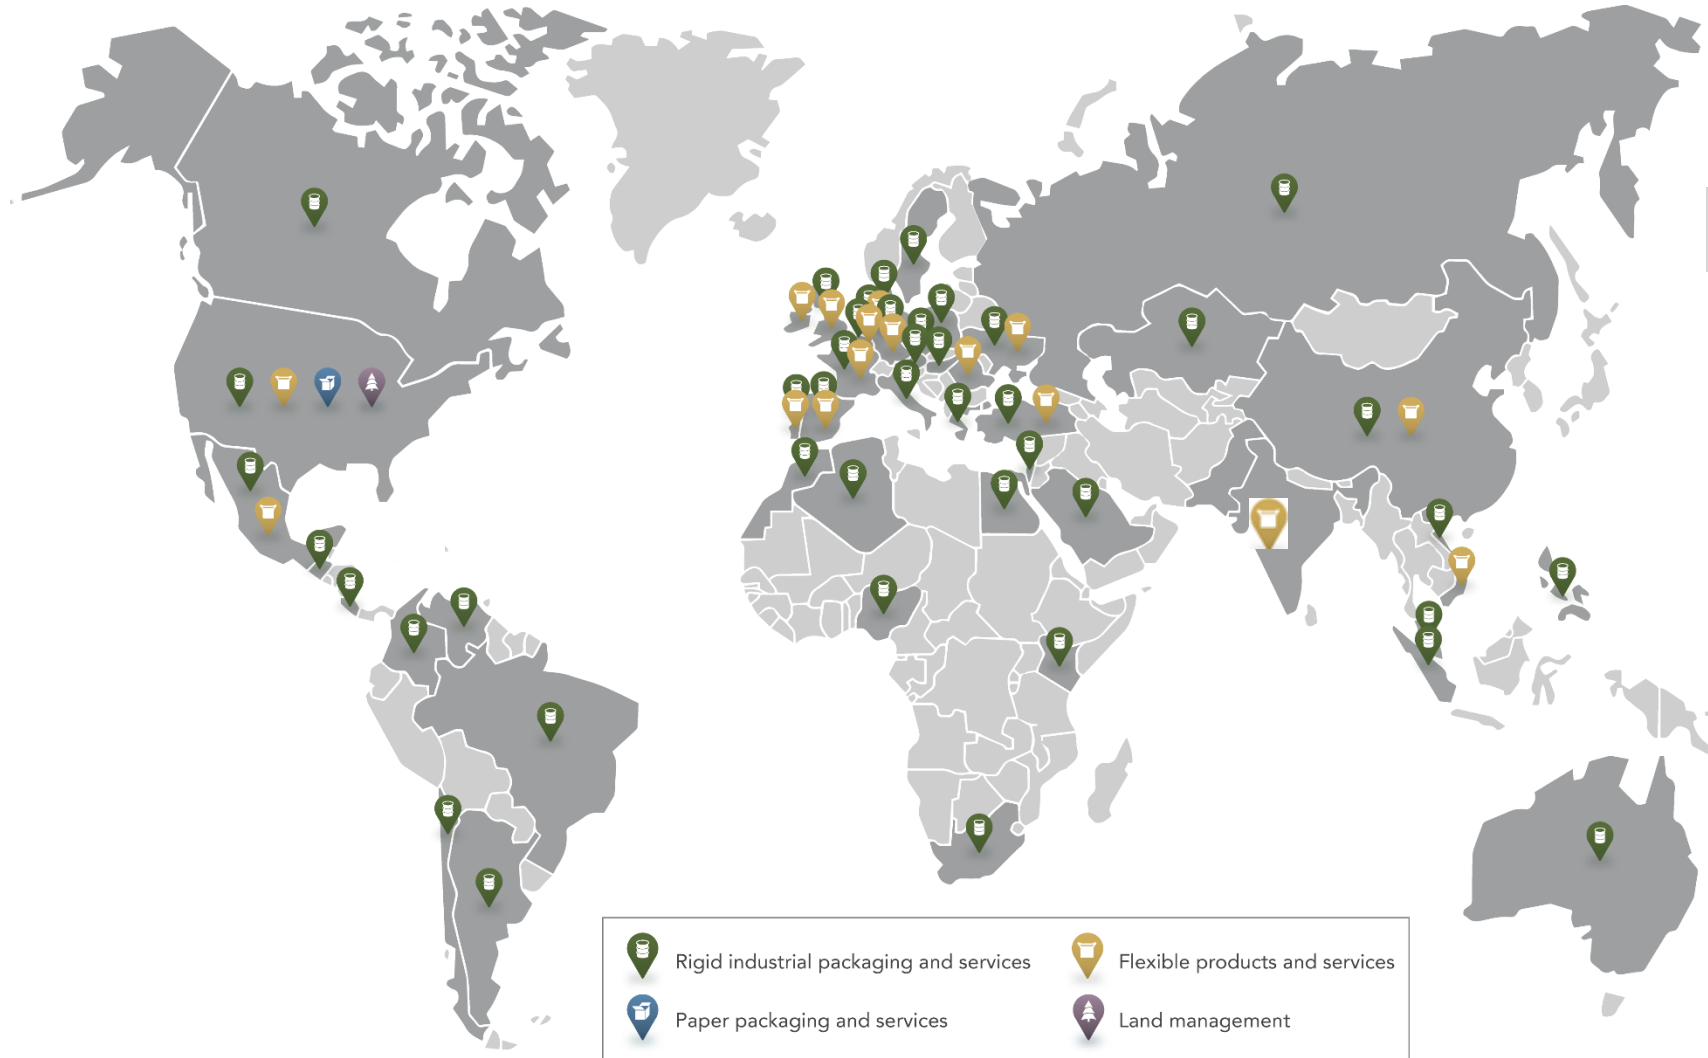 Rigid industrial packaging and services
Flexible products and services
Paper packaging and services
Land management